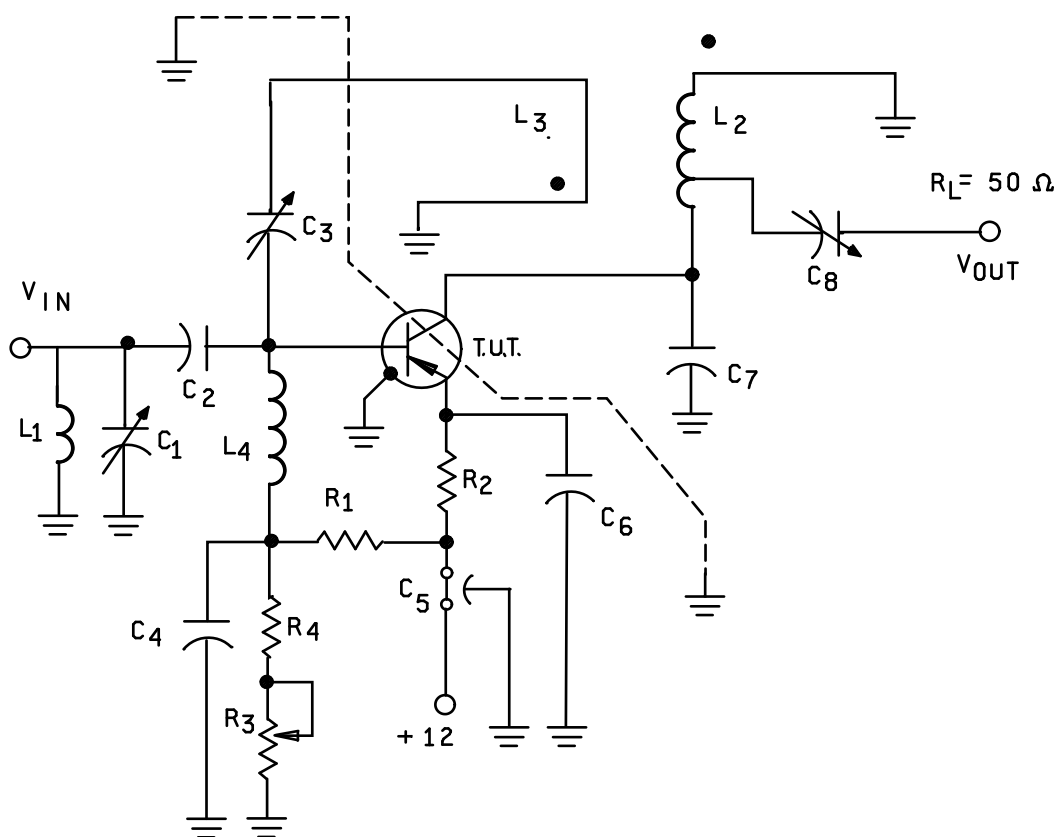 L3.
L2
RL= 50 Ω
C3
C8
VOUT
VIN
T.U.T.
C2
C7
L1
C1
L4
R1
R2
C6
C5
C4
R4
R3
+ 12